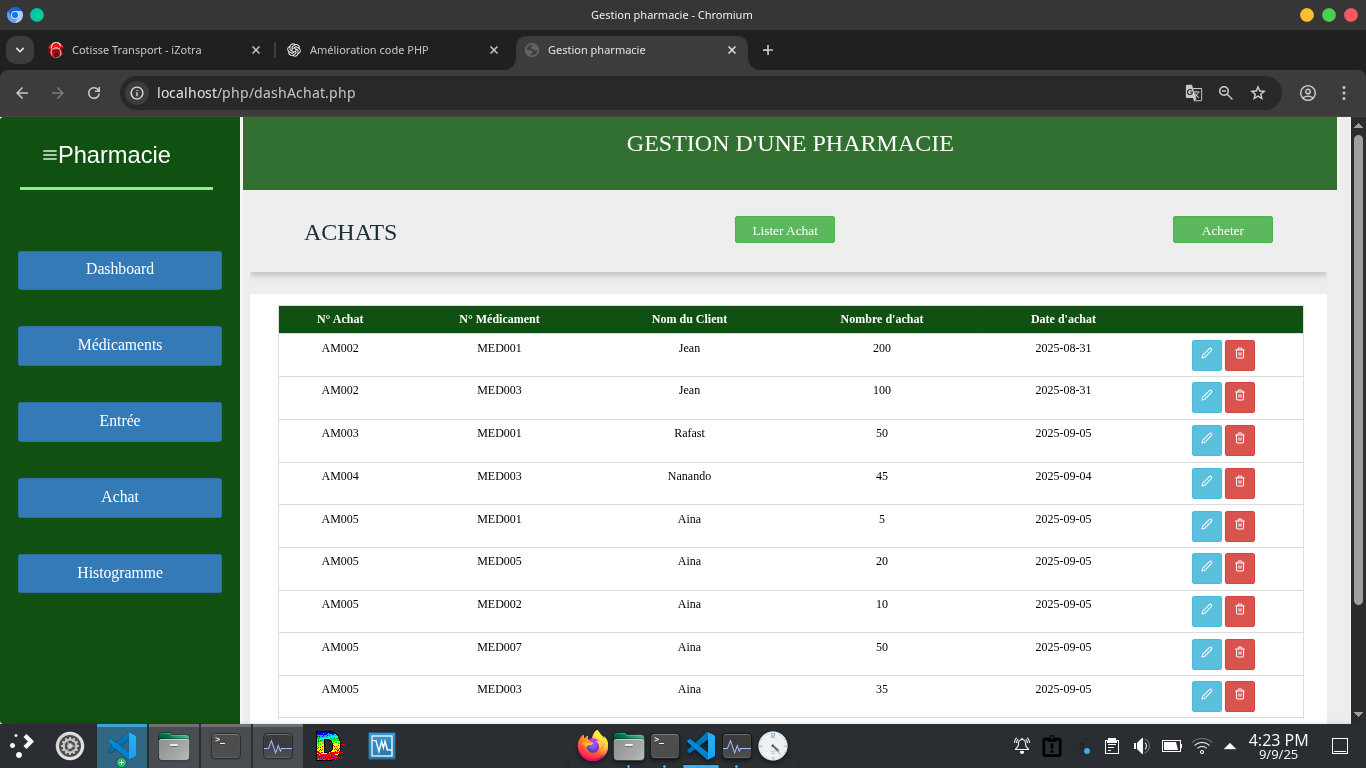 Gestion pharmacie - Chromium
Cotisse Transport - iZotra
Amélioration code PHP
Gestion pharmacie
localhost/php/dashAchat.php
Pharmacie
GESTION D'UNE PHARMACIE
ACHATS
Lister Achat
Acheter
Dashboard
Médicaments
Entrée
Achat
Histogramme
N° Achat N° Médicament Nom du Client Nombre d'achat Date d'achat
AM002 MED001 Jean 200 2025-08-31
AM002 MED003 Jean 100 2025-08-31
AM003 MED001 Rafast 50 2025-09-05
AM004 MED003 Nanando 45 2025-09-04
AM005 MED001 Aina 5 2025-09-05
AM005 MED005 Aina 20 2025-09-05
AM005 MED002 Aina 10 2025-09-05
AM005 MED007 Aina 50 2025-09-05
AM005 MED003 Aina 35 2025-09-05
4:23 PM
9/9/25